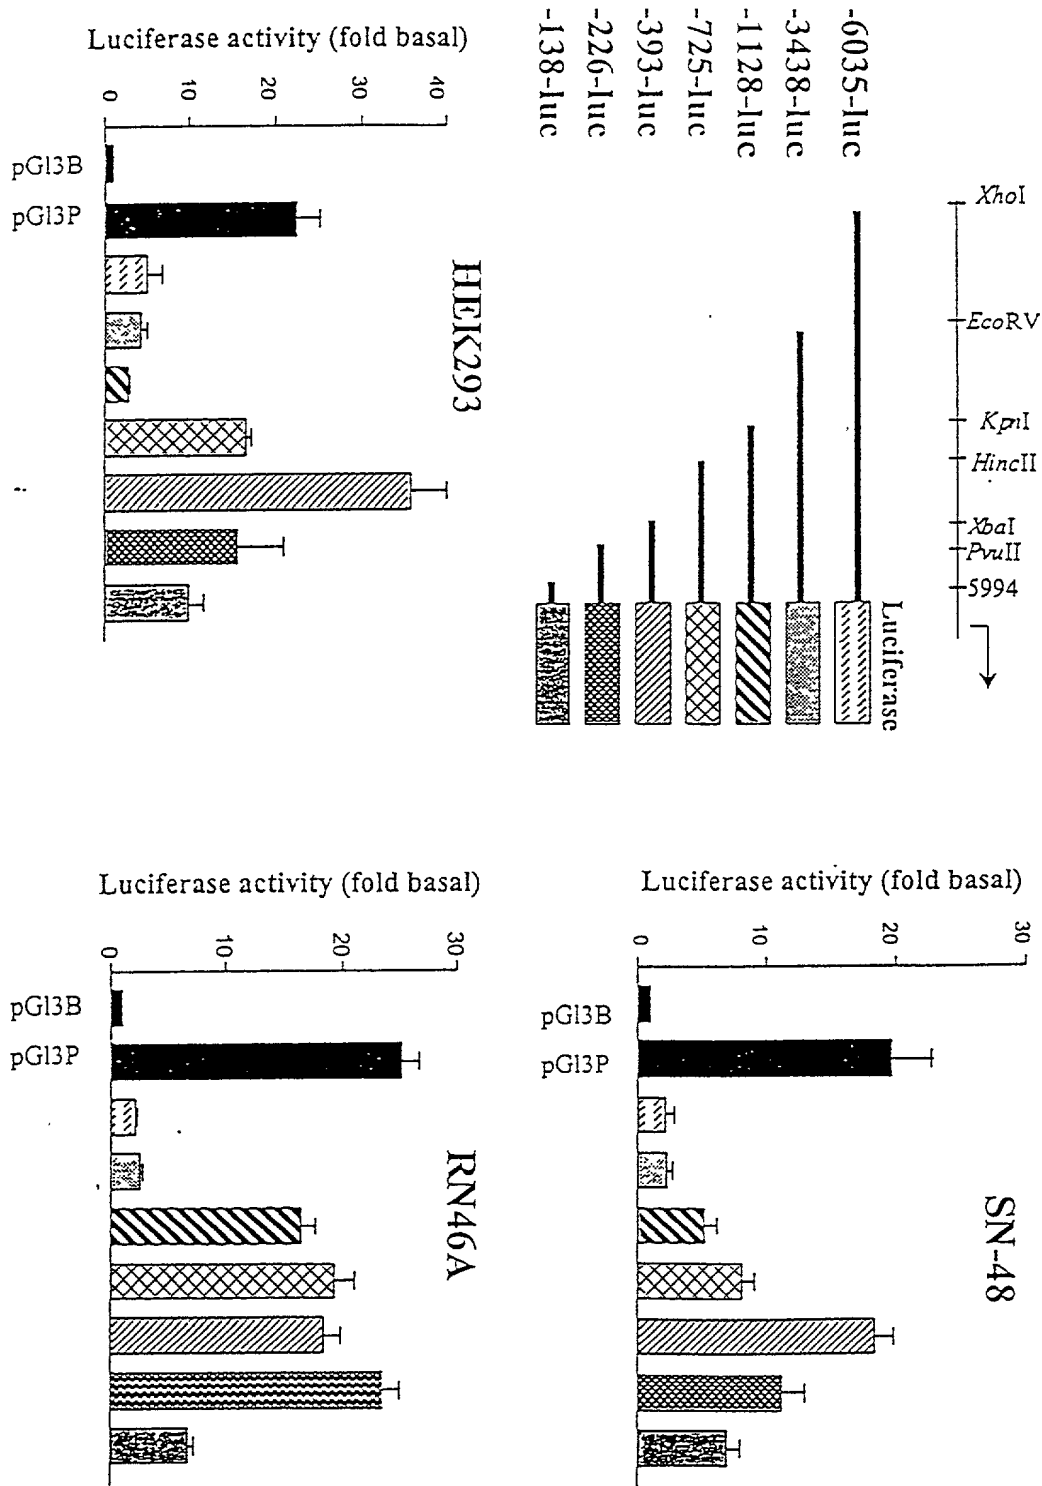 XhoI
EcoRV
KpnI
HincII
XbaI
PvuII
5994
Luciferase
-6035-luc
-3438-luc
-1128-luc
-725-luc
-393-luc
-226-luc
-138-luc
SN-48
Luciferase activity (fold basal)
30
20
10
0
pGl3B
pGl3P
HEK293
Luciferase activity (fold basal)
40
30
20
10
0
pGl3B
pGl3P
RN46A
Luciferase activity (fold basal)
30
20
10
0
pGl3B
pGl3P